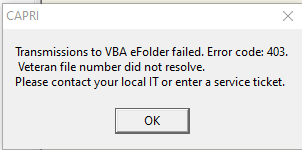 CAPRI
Transmissions to VBA eFolder failed. Error code: 403.
Veteran file number did not resolve.
Please contact your local IT or enter a service ticket.
OK